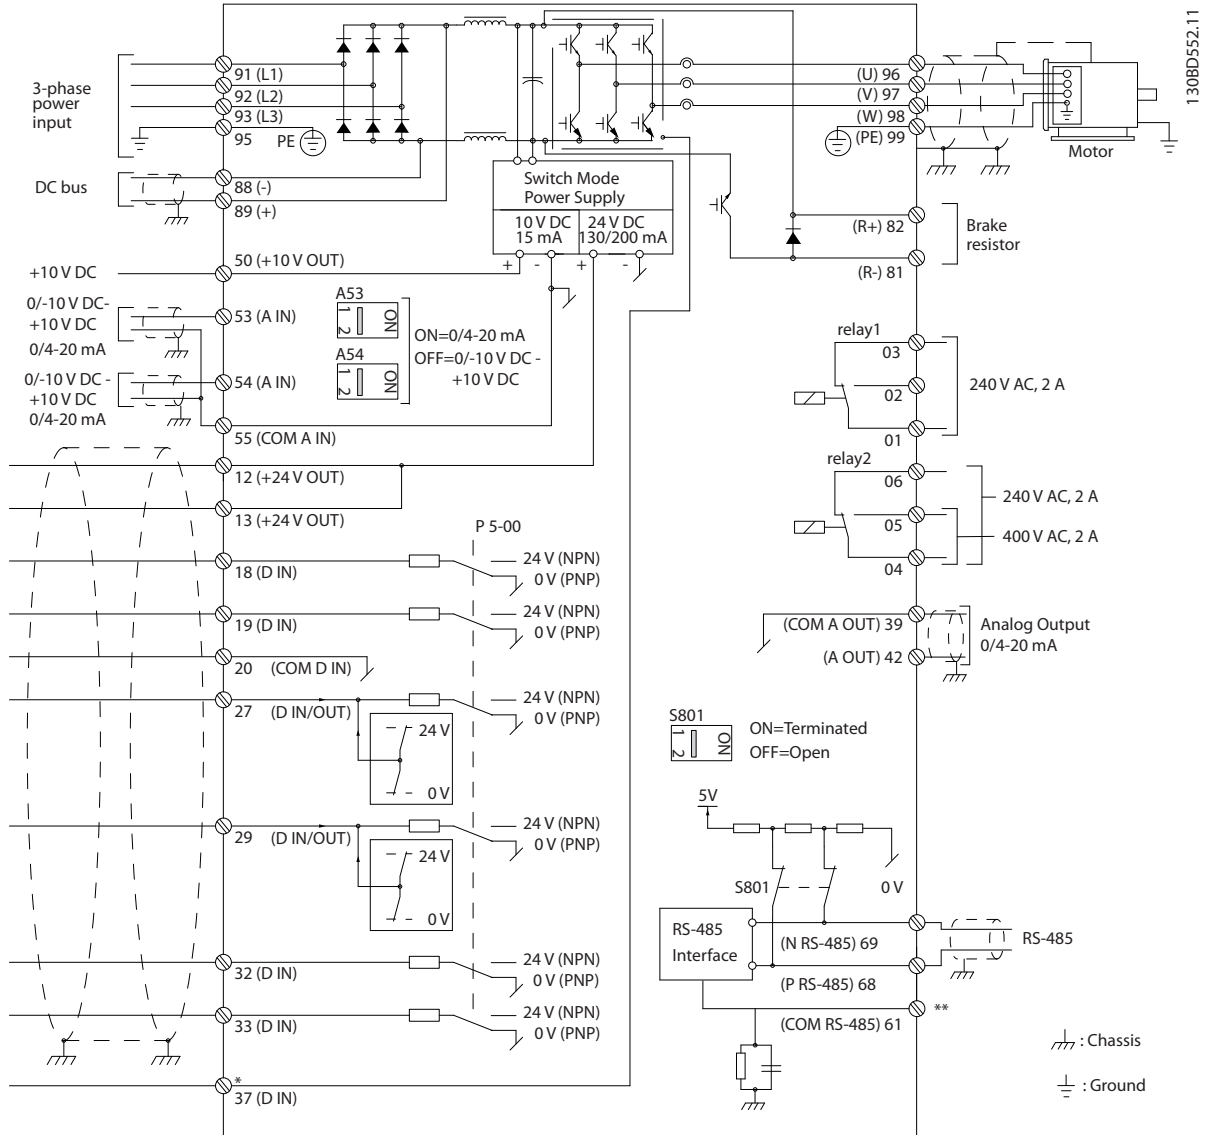 130BD552.11
3-phase
power
input
91 (L1)
92 (L2)
93 (L3)
95
PE
DC bus
88 (-)
89 (+)
Switch Mode
Power Supply
10 V DC
15 mA
24 V DC
130/200 mA
+ - + -
(U) 96
(V) 97
(W) 98
(PE) 99
Motor
(R+) 82
(R-) 81
Brake
resistor
+10 V DC
50 (+10 V OUT)
0/-10 V DC-
+10 V DC
0/4-20 mA
53 (A IN)
0/-10 V DC -
+10 V DC
0/4-20 mA
54 (A IN)
55 (COM A IN)
A53
1
2
ON
A54
1
2
ON
ON=0/4-20 mA
OFF=0/-10 V DC -
+10 V DC
12 (+24 V OUT)
13 (+24 V OUT)
relay1
03
02
01
240 V AC, 2 A
relay2
06
05
04
240 V AC, 2 A
400 V AC, 2 A
P 5-00
18 (D IN)
24 V (NPN)
0 V (PNP)
19 (D IN)
24 V (NPN)
0 V (PNP)
20 (COM D IN)
27 (D IN/OUT)
24 V
0 V
24 V (NPN)
0 V (PNP)
29 (D IN/OUT)
24 V
0 V
24 V (NPN)
0 V (PNP)
32 (D IN)
24 V (NPN)
0 V (PNP)
33 (D IN)
24 V (NPN)
0 V (PNP)
*
37 (D IN)
(COM A OUT) 39
(A OUT) 42
Analog Output
0/4-20 mA
S801
1
2
ON
ON=Terminated
OFF=Open
5V
S801
0 V
RS-485
Interface
(N RS-485) 69
(P RS-485) 68
(COM RS-485) 61
RS-485
**
: Chassis
: Ground